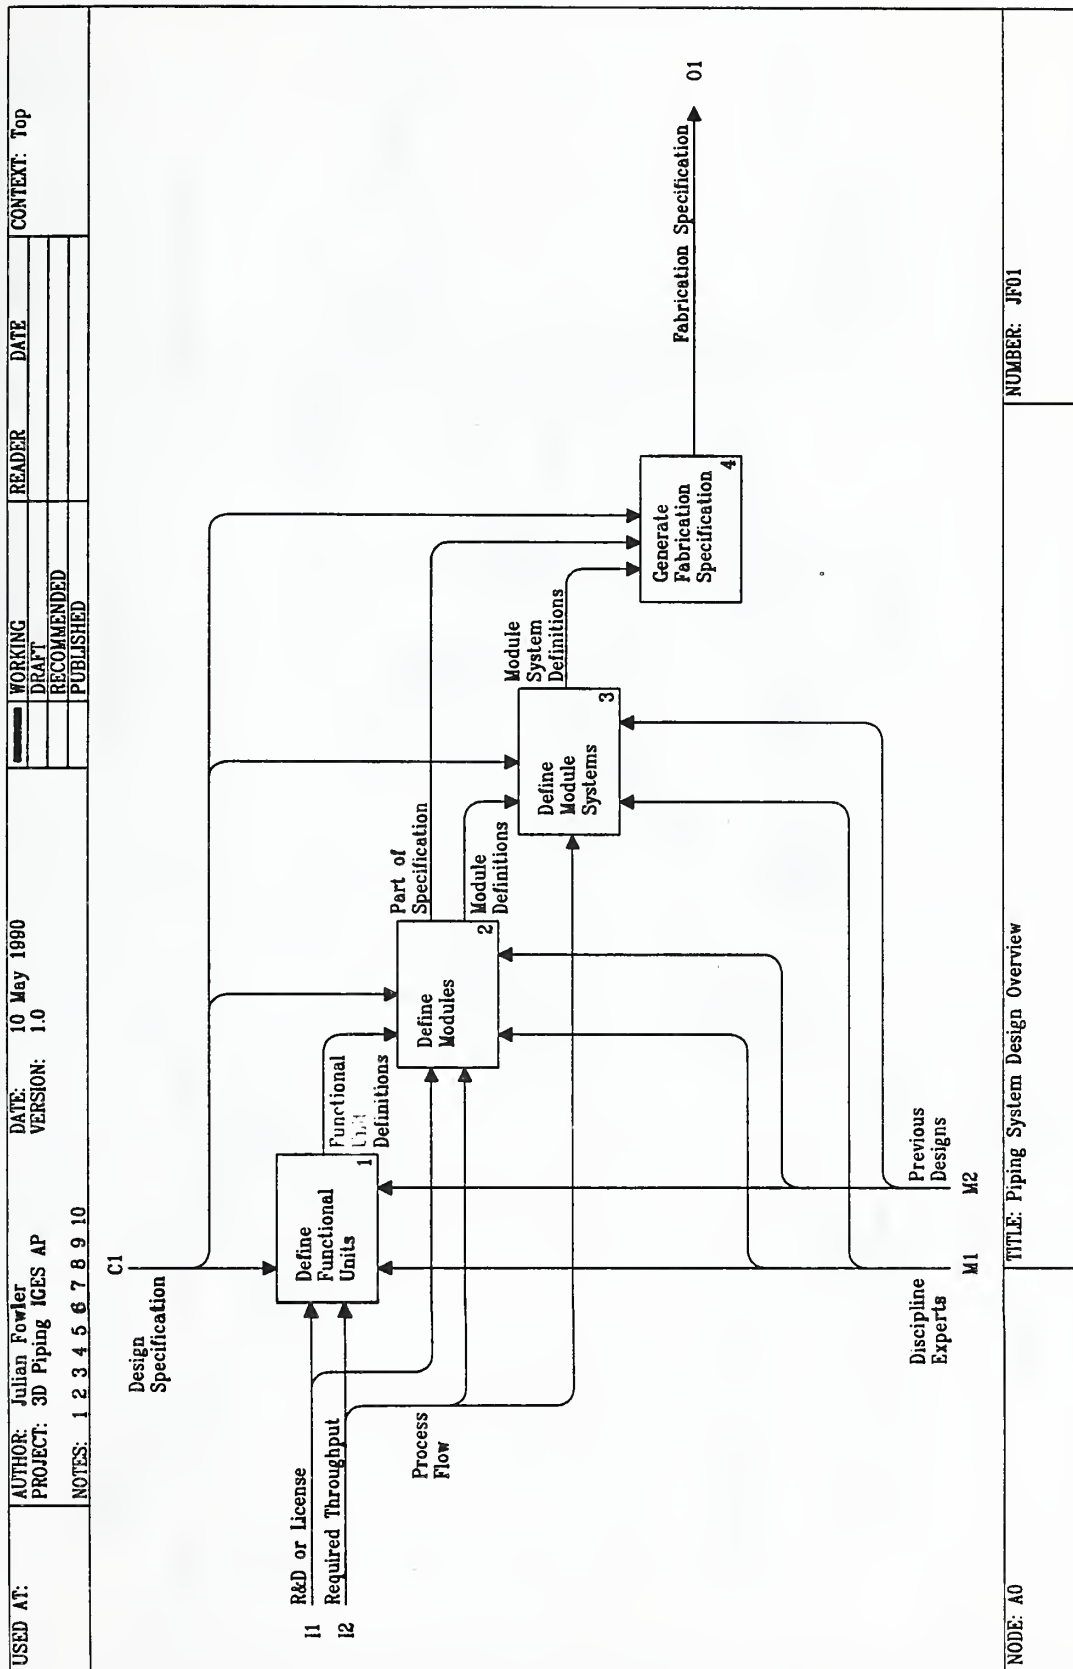 USED AT:
AUTHOR: Julian Fowler
PROJECT: 3D Piping IGES AP
NOTES: 1 2 3 4 5 6 7 8 9 10
DATE: 10 May 1990
VERSION: 1.0
WORKING
DRAFT
RECOMMENDED
PUBLISHED
READER DATE
CONTEXT: Top
C1
Design
Specification
I1
R&D or License
I2
Required Throughput
Process
Flow
Define
Functional
Units
1
Functional
Unit
Definitions
Define
Modules
2
Part of
Specification
Module
Definitions
Define
Module
Systems
3
Module
System
Definitions
Generate
Fabrication
Specification
4
Fabrication Specification
O1
Discipline
Experts
M1
Previous
Designs
M2
NODE: A0
TITLE: Piping System Design Overview
NUMBER: JF01